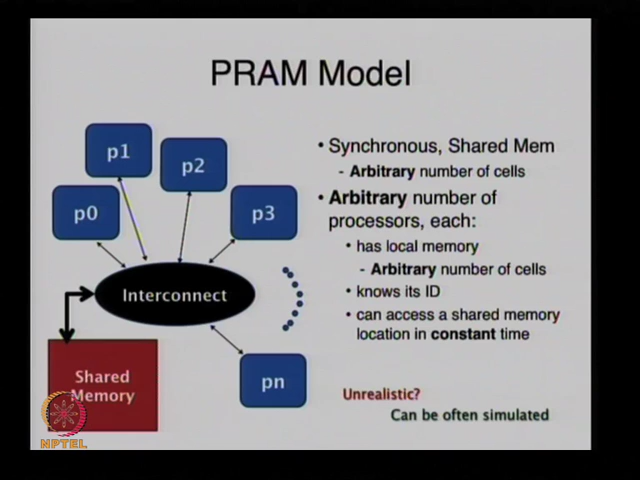 PRAM Model
p0
p1
p2
p3
Interconnect
pn
Shared
Memory
NPTEL
• Synchronous, Shared Mem
- Arbitrary number of cells
• Arbitrary number of
processors, each:
• has local memory
- Arbitrary number of cells
• knows its ID
• can access a shared memory
location in constant time
Unrealistic?
Can be often simulated